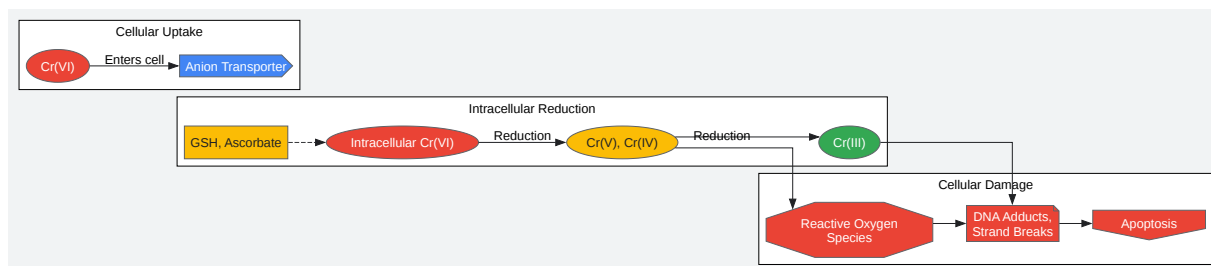 Cellular Uptake
Cr(VI)
Enters cell
Anion Transporter
Intracellular Reduction
GSH, Ascorbate
Intracellular Cr(VI)
Reduction
Cr(V), Cr(IV)
Reduction
Cr(III)
Cellular Damage
Reactive Oxygen
Species
DNA Adducts,
Strand Breaks
Apoptosis